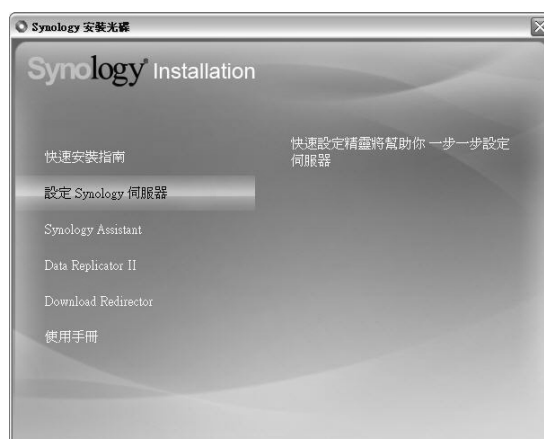 Synology 安裝光碟
Synology Installation
快速安裝指南
設定 Synology 伺服器
Synology Assistant
Data Replicator II
Download Redirector
使用手冊
快速設定精靈將幫助你 一步一步設定
伺服器